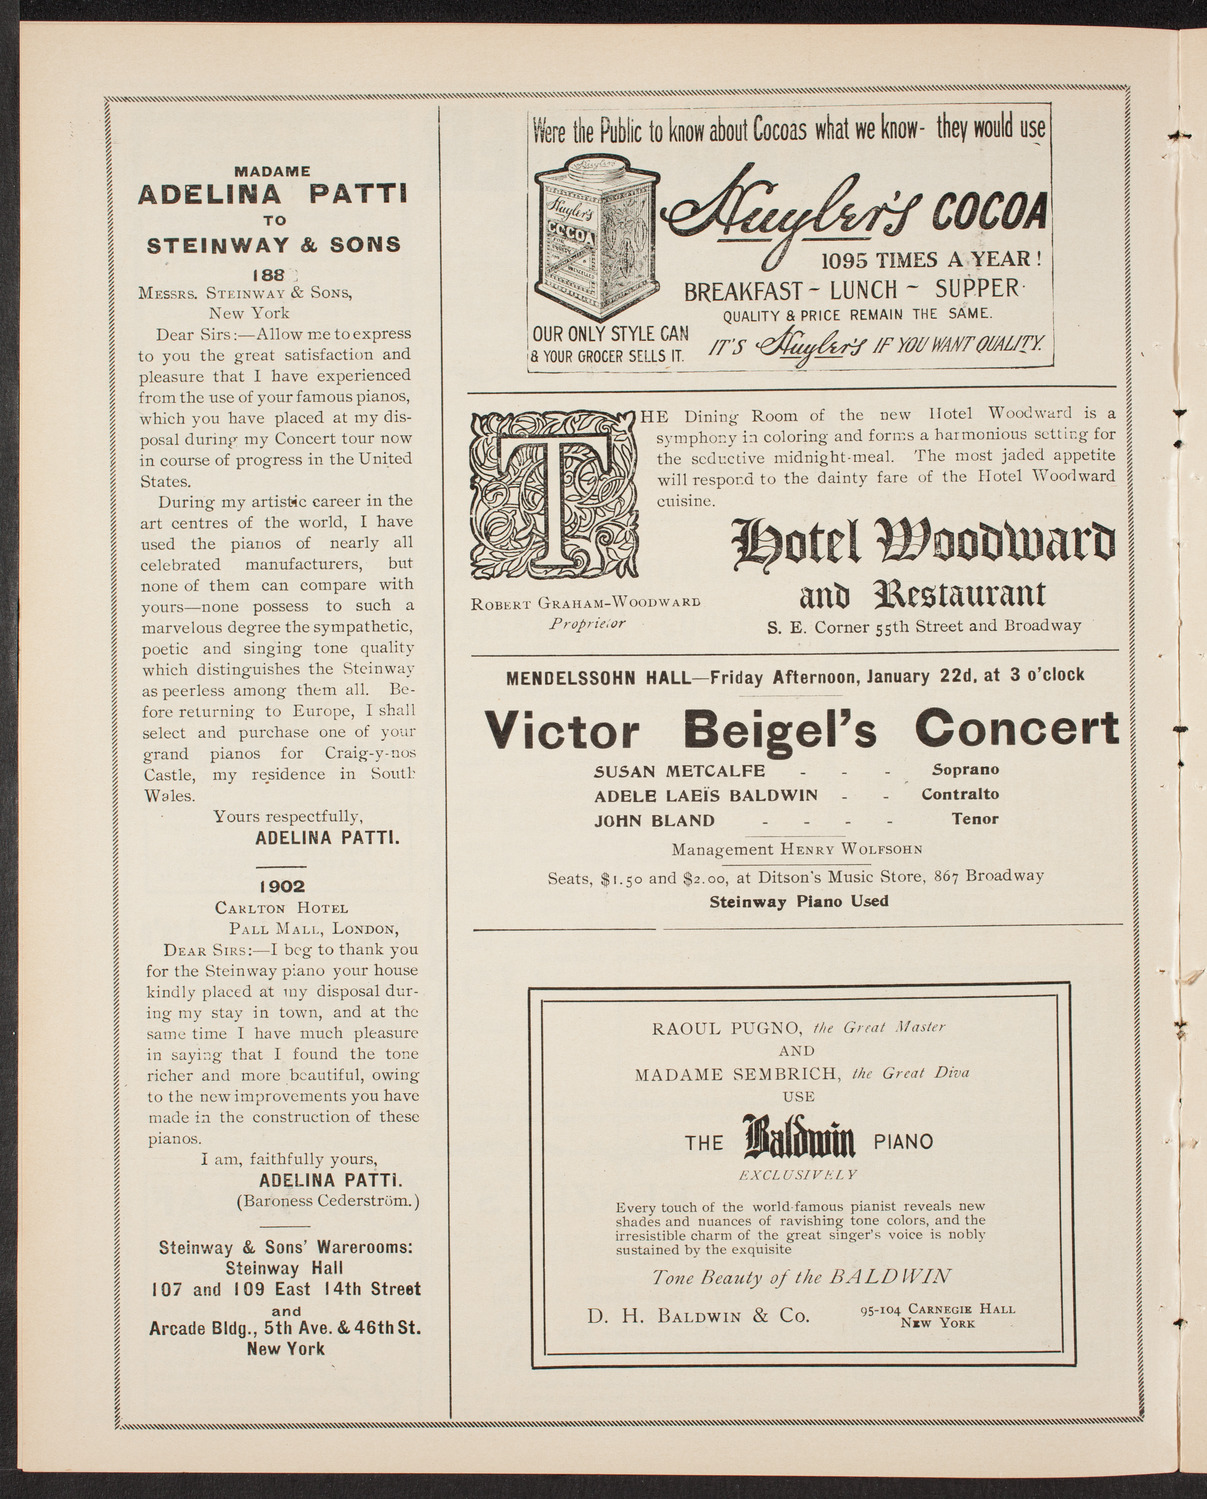 MADAME
ADELINA PATTI
TO
STEINWAY & SONS
188
MESSRS. STEINWAY & SONS,
New York
Dear Sirs:—Allow me to express
to you the great satisfaction and
pleasure that I have experienced
from the use of your famous pianos,
which you have placed at my dis-
posal during my Concert tour now
in course of progress in the United
States.
During my artistic career in the
art centres of the world, I have
used the pianos of nearly all
celebrated manufacturers, but
none of them can compare with
yours—none possess to such a
marvelous degree the sympathetic,
poetic and singing tone quality
which distinguishes the Steinway
as peerless among them all. Be-
fore returning to Europe, I shall
select and purchase one of your
grand pianos for Craig-y-nos
Castle, my residence in South
Wales.
Yours respectfully,
ADELINA PATTI.
1902
CARLTON HOTEL
PALL MALL, LONDON,
DEAR SIRS:—I beg to thank you
for the Steinway piano your house
kindly placed at my disposal dur-
ing my stay in town, and at the
same time I have much pleasure
in saying that I found the tone
richer and more beautiful, owing
to the new improvements you have
made in the construction of these
pianos.
I am, faithfully yours,
ADELINA PATTI.
(Baroness Cederström.)
Steinway & Sons' Warerooms:
Steinway Hall
107 and 109 East 14th Street
and
Arcade Bldg., 5th Ave. & 46th St.
New York
Were the Public to know about Cocoas what we know- they would use
Huyler's
Huyler's
COCOA
Huyler's COCOA
1095 TIMES A YEAR!
BREAKFAST - LUNCH - SUPPER
QUALITY & PRICE REMAIN THE SAME.
OUR ONLY STYLE CAN
& YOUR GROCER SELLS IT.
IT'S Huyler's IF YOU WANT QUALITY.
THE Dining Room of the new Hotel Woodward is a
symphony in coloring and forms a harmonious setting for
the seductive midnight-meal. The most jaded appetite
will respond to the dainty fare of the Hotel Woodward
cuisine.
Hotel Woodward
and Restaurant
ROBERT GRAHAM-WOODWARD
Proprietor
S. E. Corner 55th Street and Broadway
MENDELSSOHN HALL—Friday Afternoon, January 22d, at 3 o'clock
Victor Beigel's Concert
SUSAN METCALFE - - - Soprano
ADELE LAEÏS BALDWIN - - Contralto
JOHN BLAND - - - - Tenor
Management HENRY WOLFSOHN
Seats, $1.50 and $2.00, at Ditson's Music Store, 867 Broadway
Steinway Piano Used
RAOUL PUGNO, the Great Master
AND
MADAME SEMBRICH, the Great Diva
USE
THE Baldwin PIANO
EXCLUSIVELY
Every touch of the world-famous pianist reveals new
shades and nuances of ravishing tone colors, and the
irresistible charm of the great singer's voice is nobly
sustained by the exquisite
Tone Beauty of the BALDWIN
D. H. BALDWIN & CO.
95-104 CARNEGIE HALL
NEW YORK